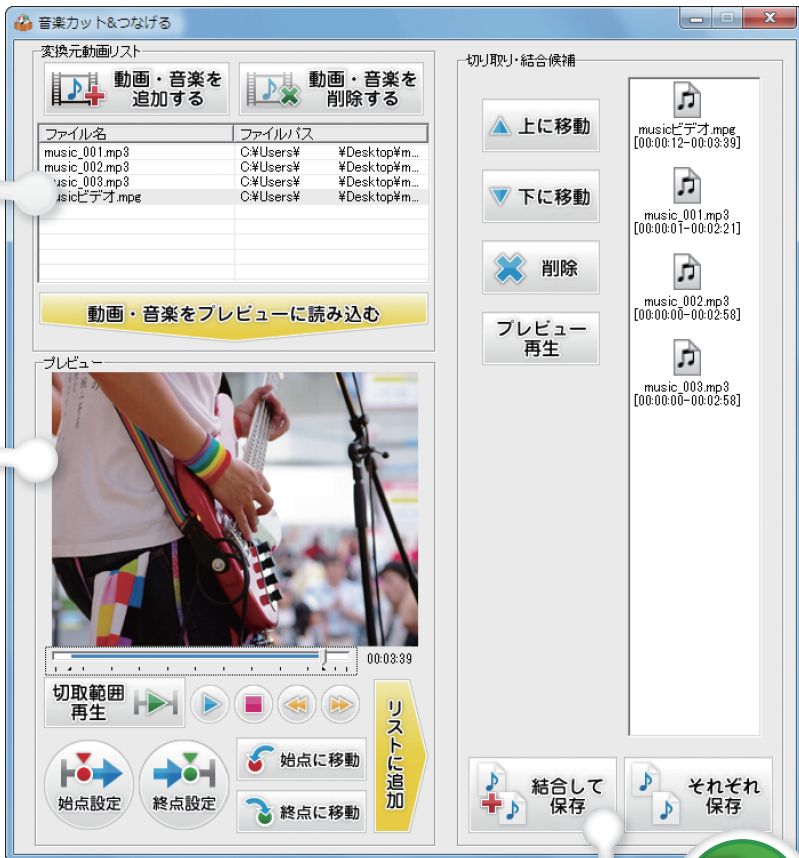 音楽カット&つなげる
変換元動画リスト
動画・音楽を
追加する
動画・音楽を
削除する
ファイル名 ファイルパス
music_001.mp3 C:¥Users¥ ¥Desktop¥m...
music_002.mp3 C:¥Users¥ ¥Desktop¥m...
music_003.mp3 C:¥Users¥ ¥Desktop¥m...
usicビデオ.mpg C:¥Users¥ ¥Desktop¥m...
動画・音楽をプレビューに読み込む
プレビュー
00:03:39
切取範囲
再生
始点設定
終点設定
始点に移動
終点に移動
リストに追加
切り取り・結合候補
上に移動
下に移動
削除
プレビュー
再生
musicビデオ.mpg
[00:00:12-00:03:39]
music_001.mp3
[00:00:01-00:02:21]
music_002.mp3
[00:00:00-00:02:58]
music_003.mp3
[00:00:00-00:02:58]
結合して
保存
それぞれ
保存